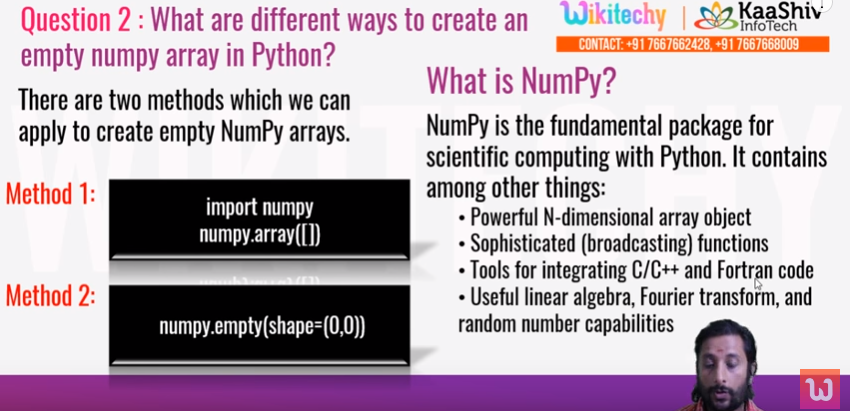 Question 2 : What are different ways to create an
empty numpy array in Python?
Wikitechy
KaaShiv
InfoTech
CONTACT: +91 7667662428, +91 7667668009
There are two methods which we can
apply to create empty NumPy arrays.
Method 1:
import numpy
numpy.array([])
Method 2:
numpy.empty(shape=(0,0))
What is NumPy?
NumPy is the fundamental package for
scientific computing with Python. It contains
among other things:
• Powerful N-dimensional array object
• Sophisticated (broadcasting) functions
• Tools for integrating C/C++ and Fortran code
• Useful linear algebra, Fourier transform, and
random number capabilities